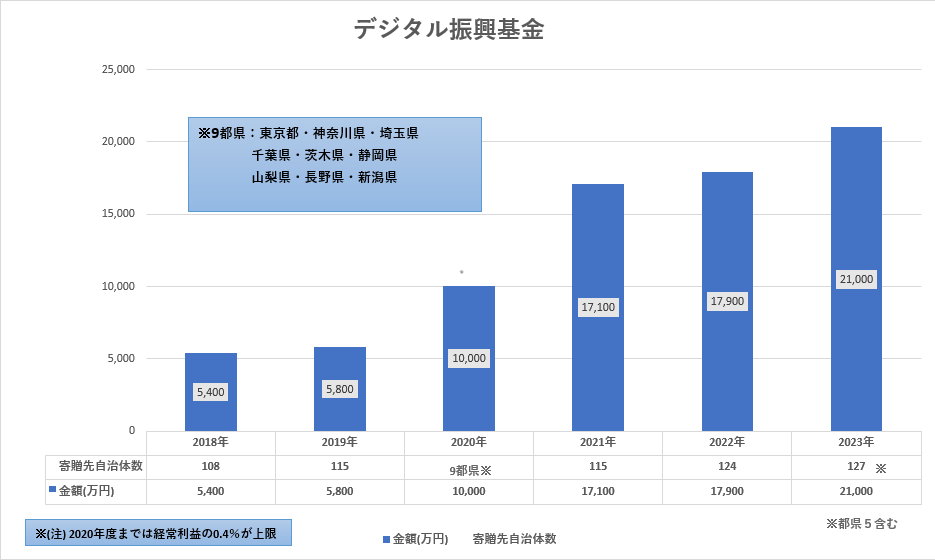 デジタル振興基金
25,000
20,000
15,000
10,000
5,000
0
※9都県：東京都・神奈川県・埼玉県
千葉県・茨木県・静岡県
山梨県・長野県・新潟県
5,400
5,800
10,000
17,100
17,900
21,000
2018年 2019年 2020年 2021年 2022年 2023年
寄贈先自治体数 108 115 9都県※ 115 124 127 ※
金額(万円) 5,400 5,800 10,000 17,100 17,900 21,000
※(注) 2020年度までは経常利益の0.4%が上限
※都県５含む
金額(万円) 寄贈先自治体数